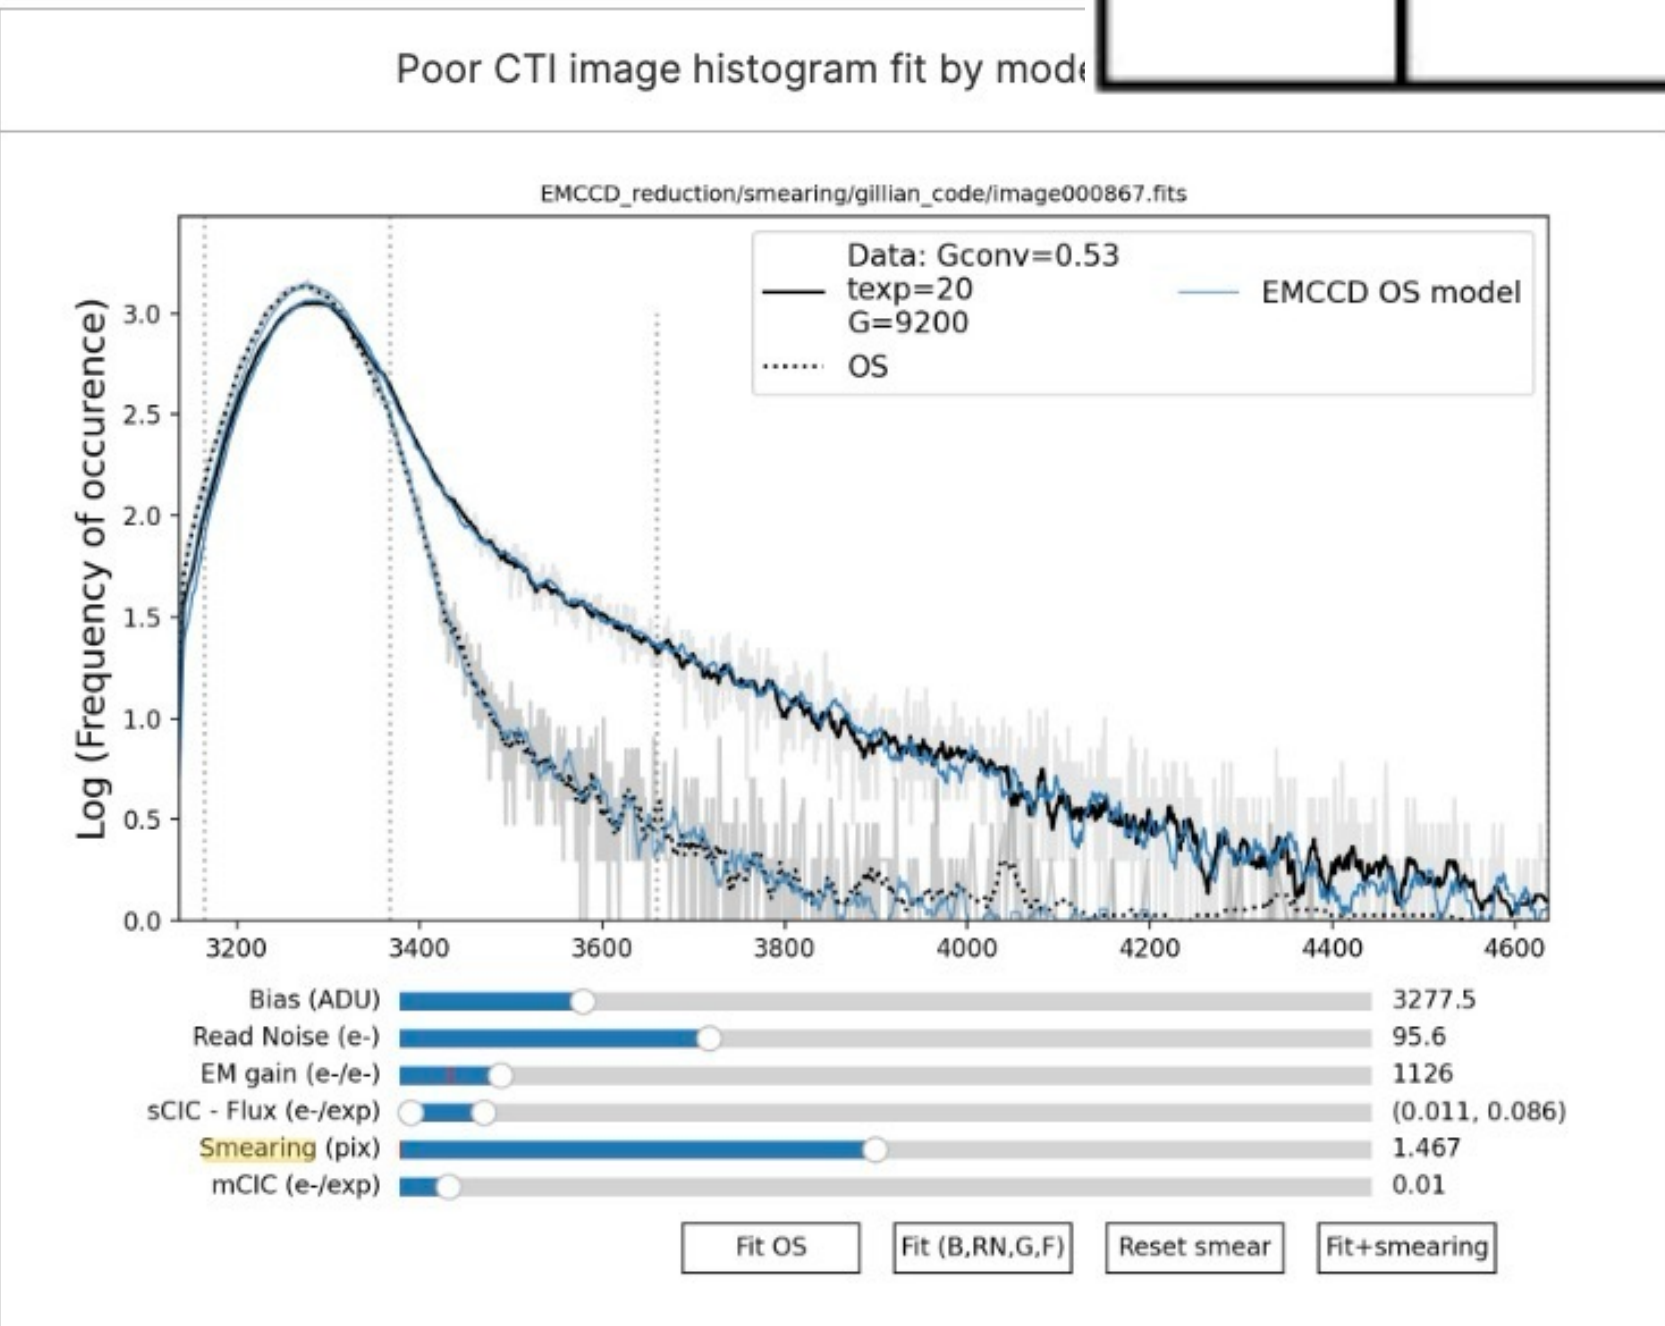 Poor CTI image histogram fit by
EMCCD_reduction/smearing/gillian_code/image000867.fits
Data: Gconv=0.53
texp=20
G=9200
EMCCD OS model
OS
Log (Frequency of occurence)
3.0
2.5
2.0
1.5
1.0
0.5
0.0
3200 3400 3600 3800 4000 4200 4400 4600
Bias (ADU) 3277.5
Read Noise (e-) 95.6
EM gain (e-/e-) 1126
sCIC - Flux (e-/exp) (0.011, 0.086)
Smearing (pix) 1.467
mCIC (e-/exp) 0.01
Fit OS Fit (B,RN,G,F) Reset smear Fit+smearing